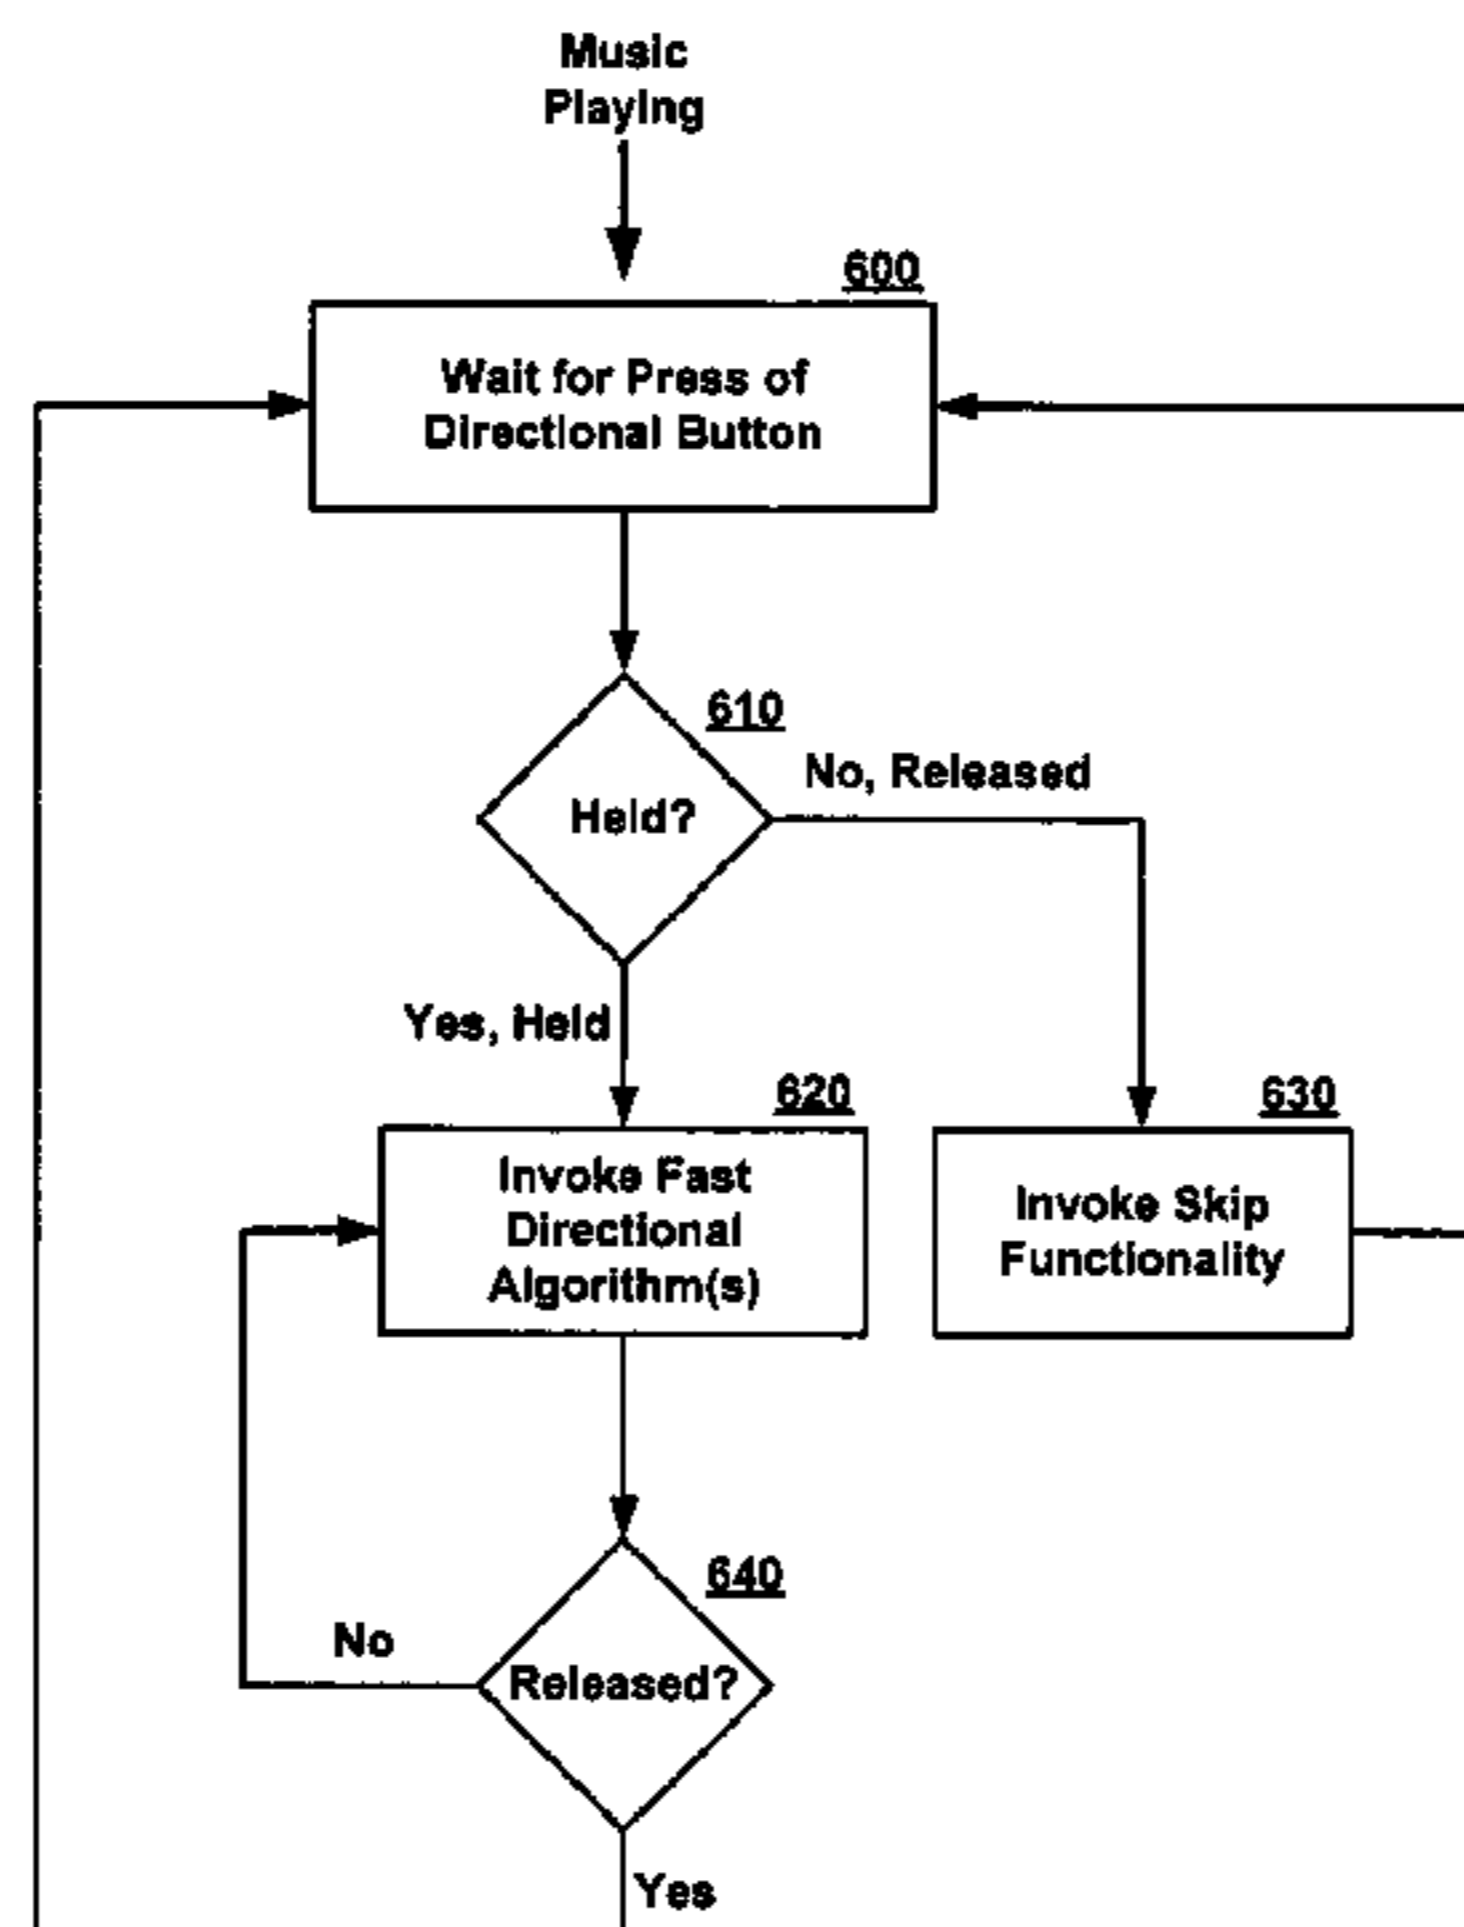 Music
Playing
600
Wait for Press of
Directional Button
610
No, Released
Held?
Yes, Held
620
630
Invoke Fast
Directional
Algorithm(s)
Invoke Skip
Functionality
640
No
Released?
Yes